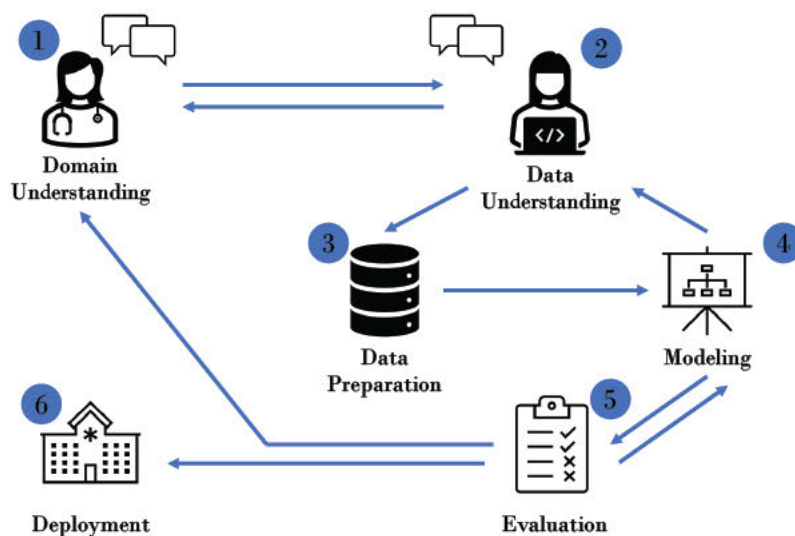 1
2
Domain
Understanding
</>
Data
Understanding
3
4
Data
Preparation
Modeling
6
5
Deployment
Evaluation